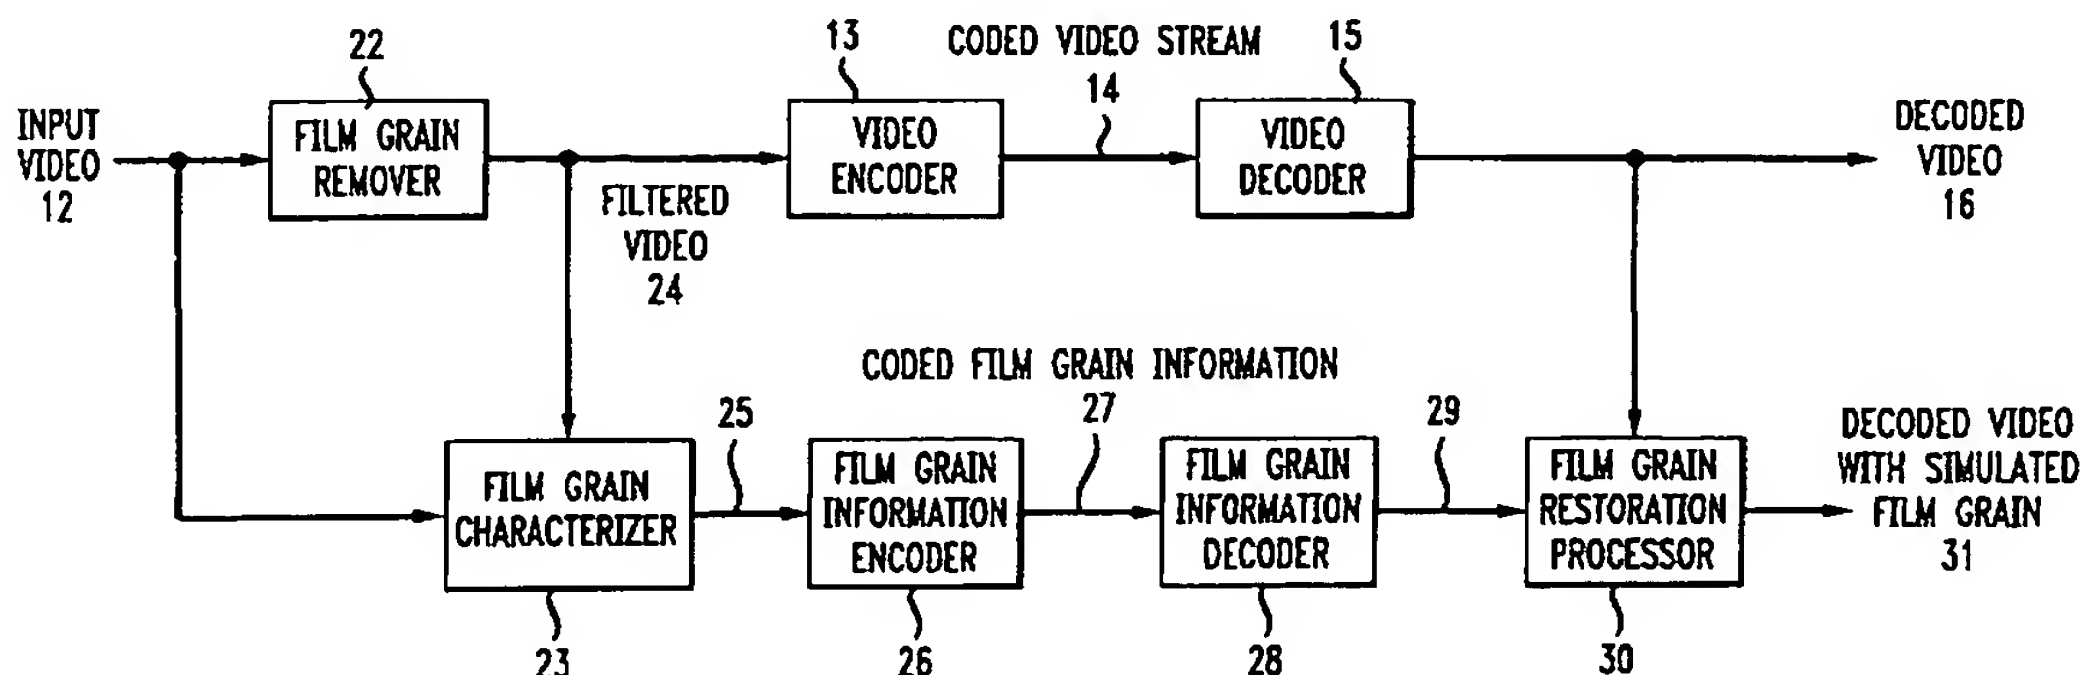 22
13
CODED VIDEO STREAM
14
15
INPUT
VIDEO
12
FILM GRAIN
REMOVER
VIDEO
ENCODER
VIDEO
DECODER
DECODED
VIDEO
16
FILTERED
VIDEO
24
CODED FILM GRAIN INFORMATION
25
27
29
FILM GRAIN
CHARACTERIZER
FILM GRAIN
INFORMATION
ENCODER
FILM GRAIN
INFORMATION
DECODER
FILM GRAIN
RESTORATION
PROCESSOR
DECODED VIDEO
WITH SIMULATED
FILM GRAIN
31
23
26
28
30